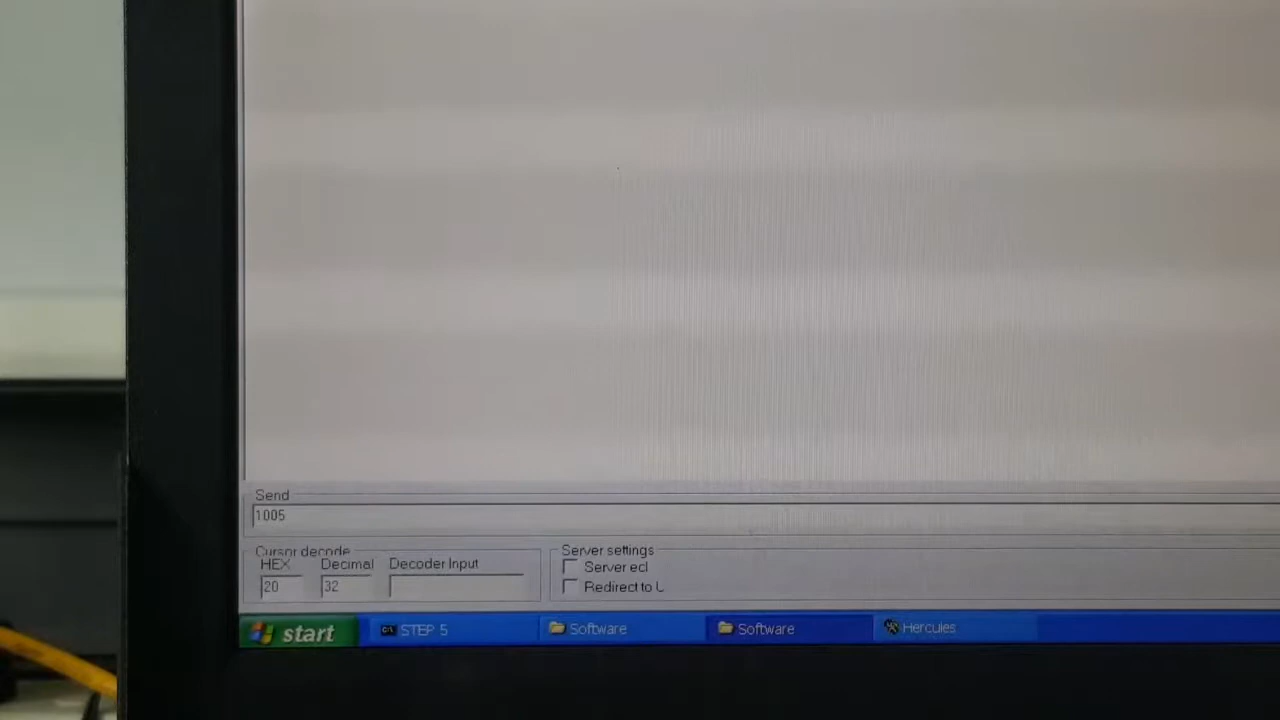 Send
1005
Cursor decode
HEX Decimal Decoder Input
20 32
Server settings
Server ecl
Redirect to U
start STEP 5 Software Software Hercules